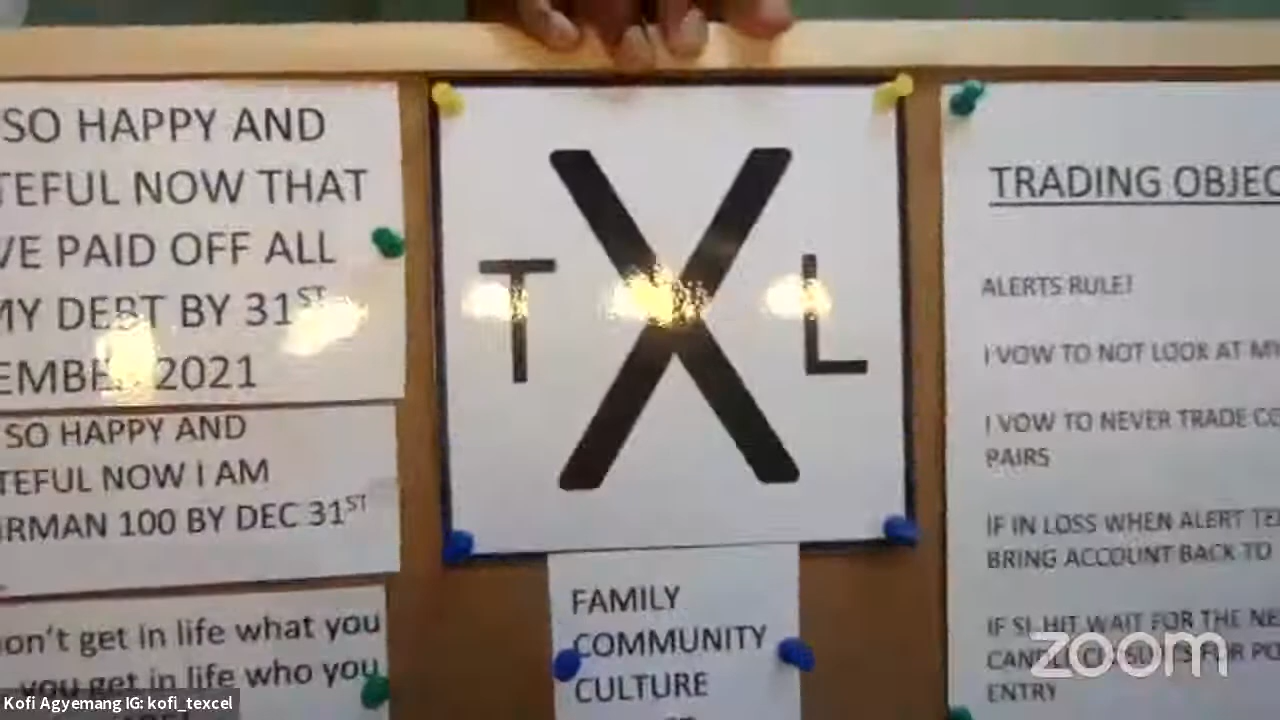 SO HAPPY AND
TEFUL NOW THAT
VE PAID OFF ALL
MY DEBT BY 31ST
EMBE 2021
SO HAPPY AND
TEFUL NOW I AM
IRMAN 100 BY DEC 31ST
on't get in life what you
you get in life who you
T X L
FAMILY
COMMUNITY
CULTURE
TRADING OBJEC
ALERTS RULE!
I VOW TO NOT LOOK AT MY
I VOW TO NEVER TRADE CO
PAIRS
IF IN LOSS WHEN ALERT TE
BRING ACCOUNT BACK TO
IF SL HIT WAIT FOR THE NE
FOR PO
ENTRY
zoom
Kofi Agyemang IG: kofi_texcel